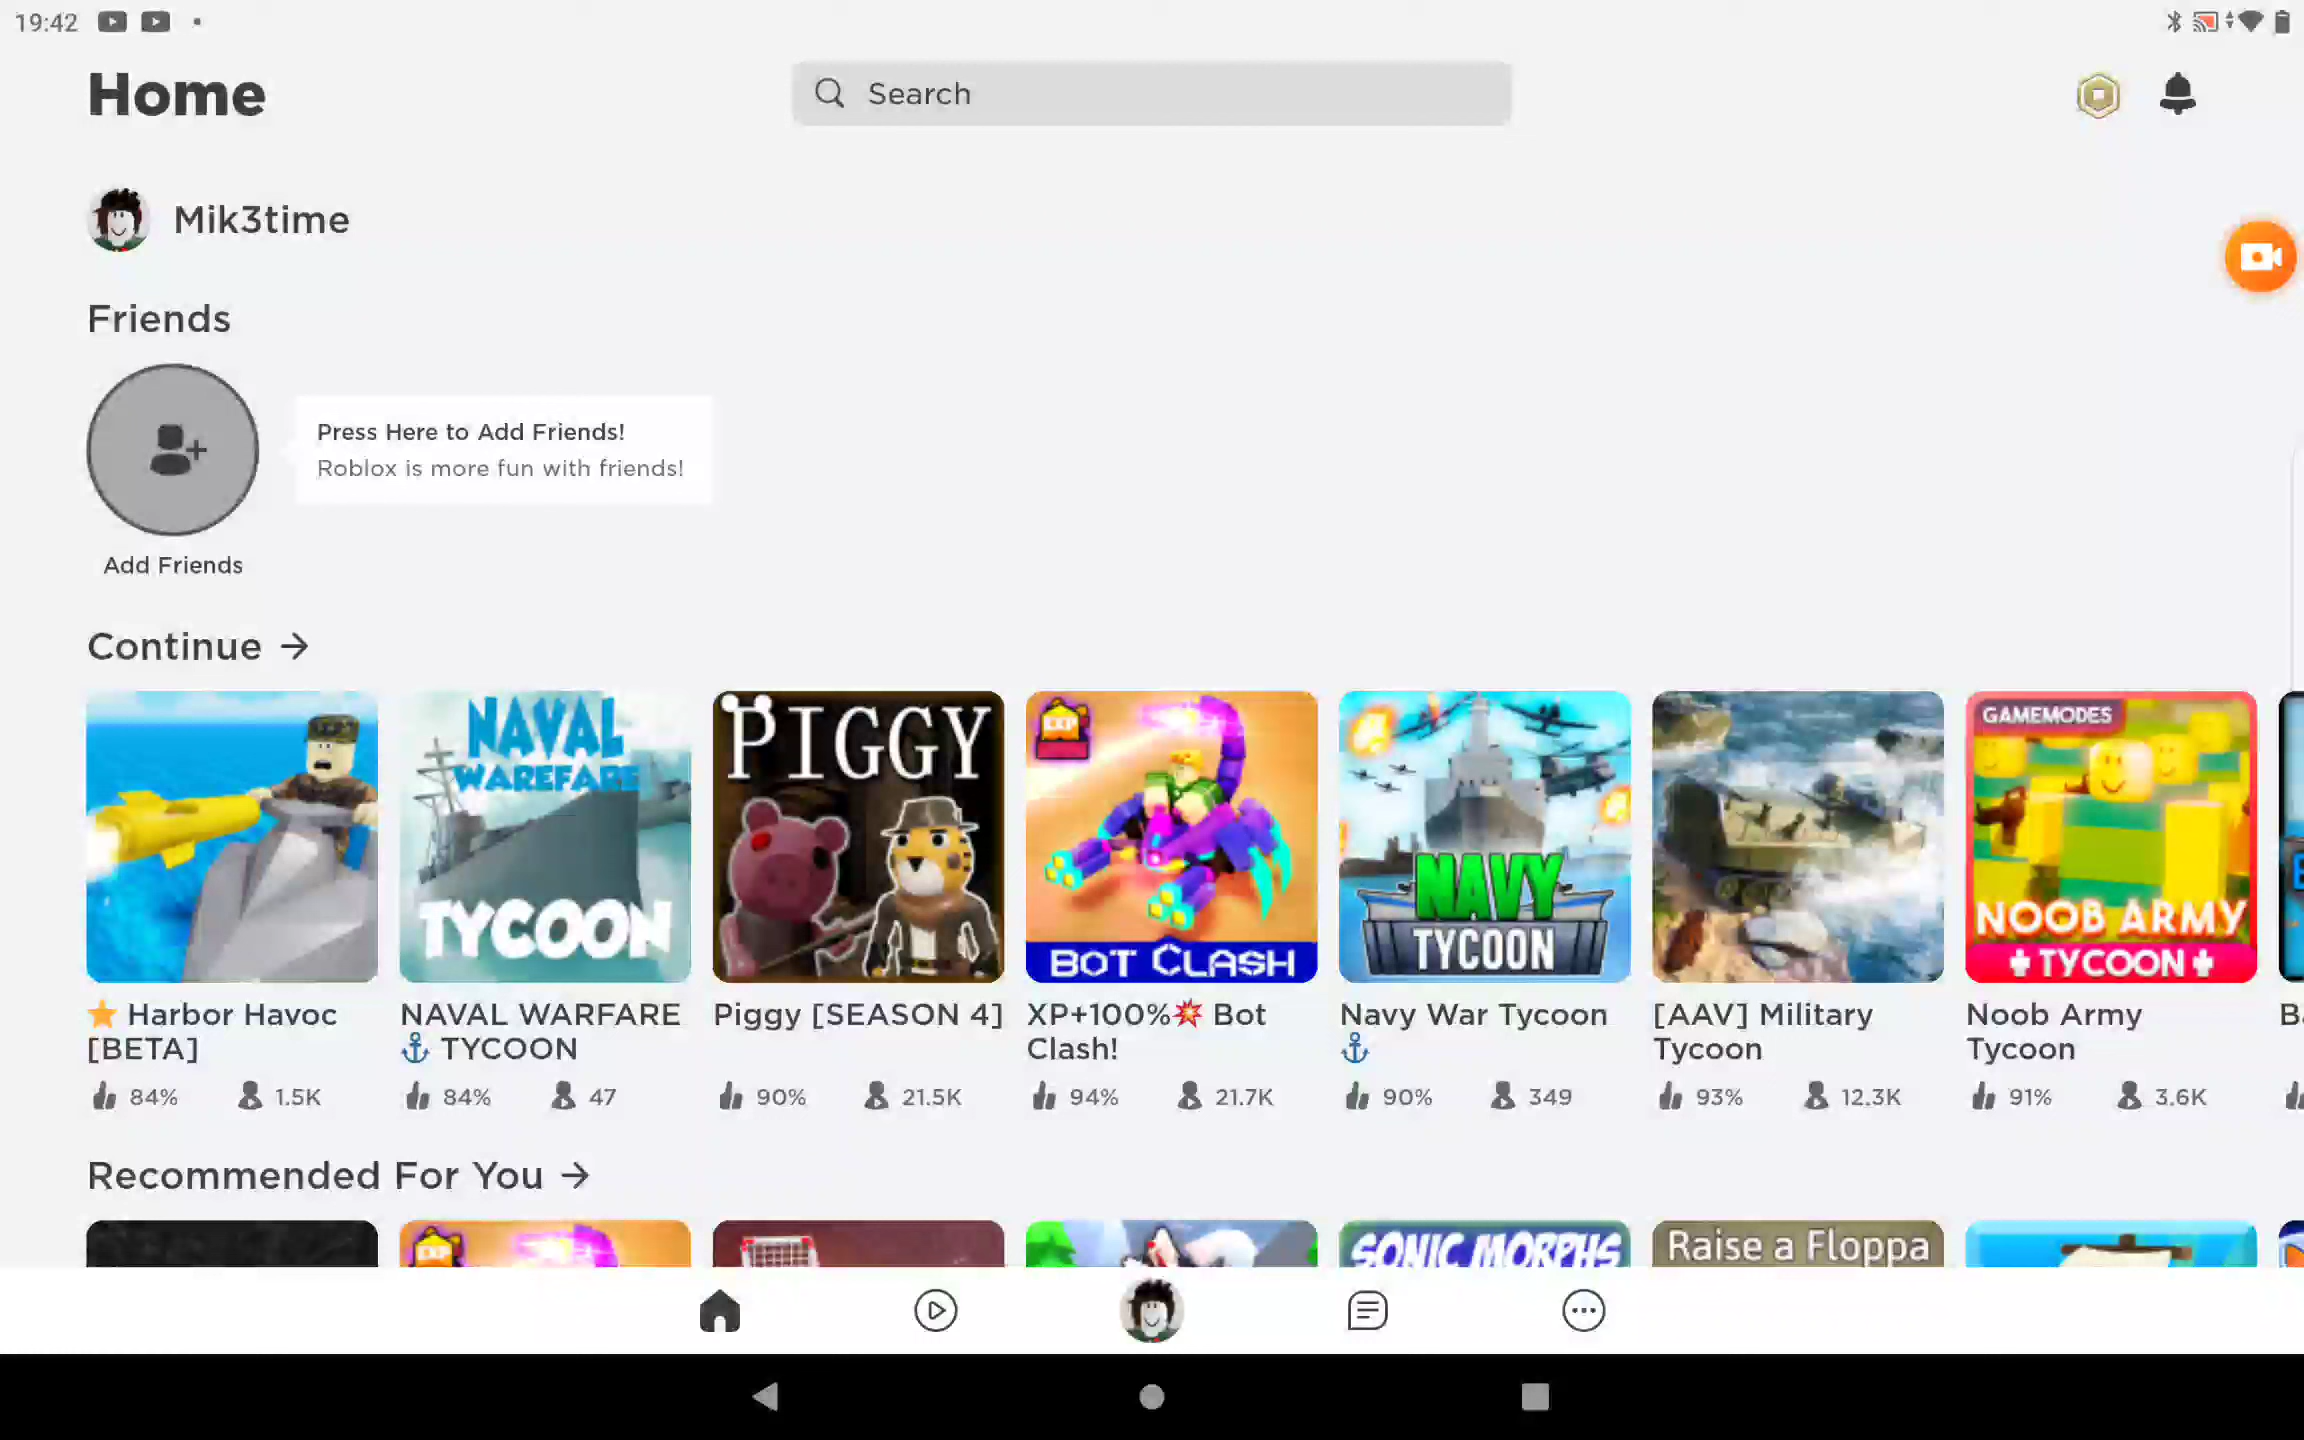 19:42
Home
Search
Mik3time
Friends
Press Here to Add Friends!
Roblox is more fun with friends!
Add Friends
Continue →
NAVAL
WAREFARE
TYCOON
PIGGY
EXP
BOT CLASH
NAVY
TYCOON
GAMEMODES
NOOB ARMY
TYCOON
Harbor Havoc
[BETA]
NAVAL WARFARE
TYCOON
Piggy [SEASON 4]
XP+100% Bot
Clash!
Navy War Tycoon
[AAV] Military
Tycoon
Noob Army
Tycoon
84% 1.5K
84% 47
90% 21.5K
94% 21.7K
90% 349
93% 12.3K
91% 3.6K
Recommended For You →
EXP
SONIC MORPHS
Raise a Floppa